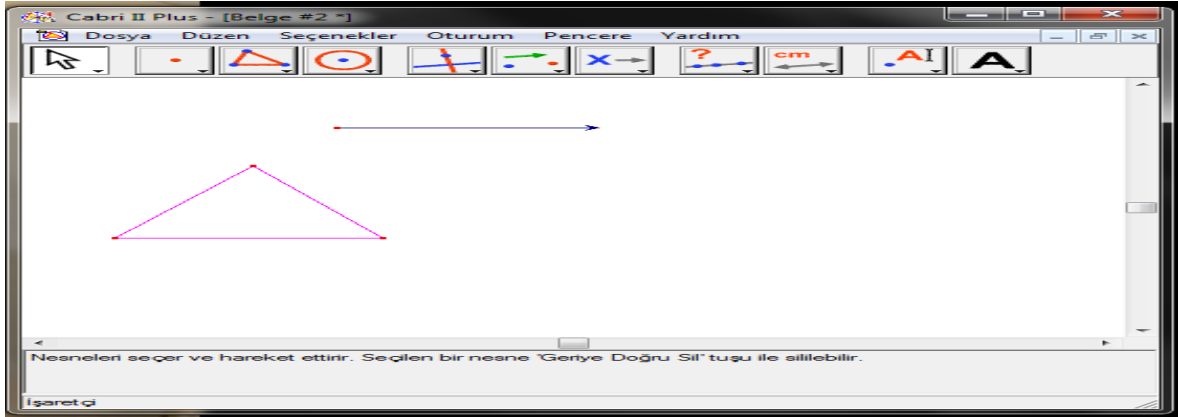 Cabri II Plus - [Belge #2 *]
Dosya Düzen Seçenekler Oturum Pencere Yardım
? cm A A
Nesneleri seçer ve hareket ettirir. Seçilen bir nesne 'Geriye Doğru Sil' tuşu ile sililebilir.
İşaretçi